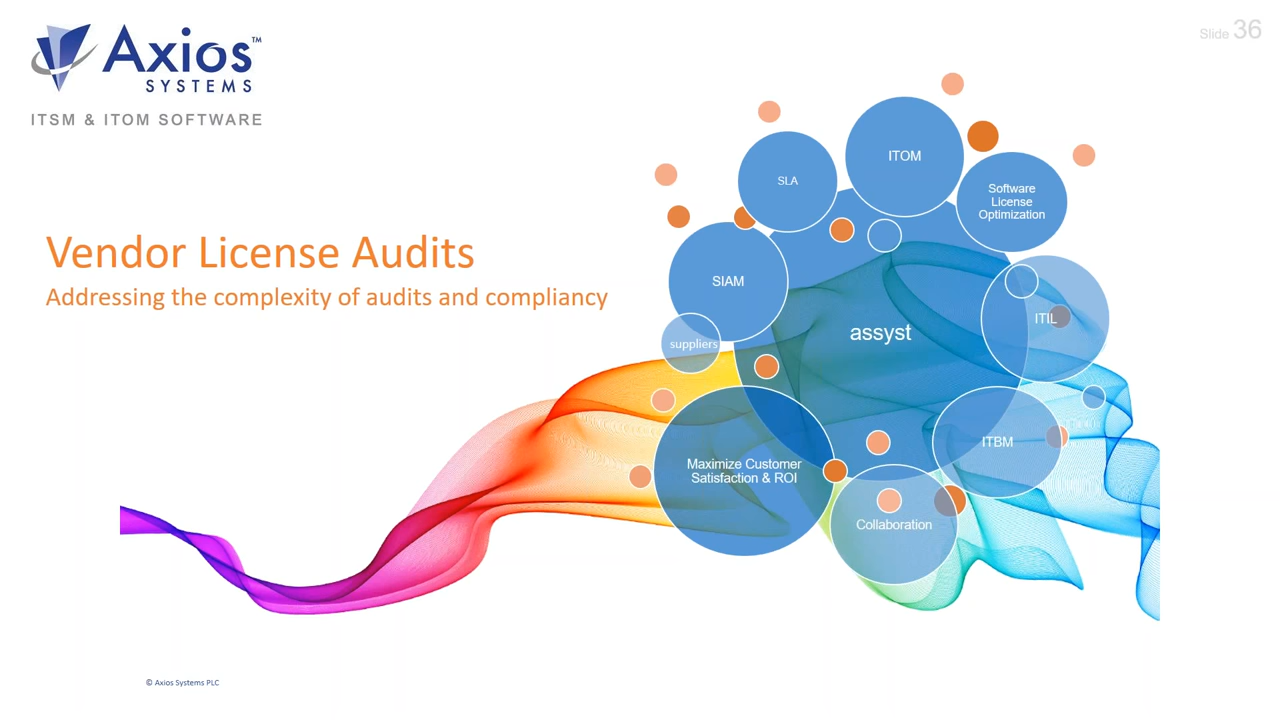 Axios™
SYSTEMS
ITSM & ITOM SOFTWARE
Slide 36
Vendor License Audits
Addressing the complexity of audits and compliancy
ITOM
SLA
Software
License
Optimization
SIAM
ITIL
suppliers
assyst
ITBM
Maximize Customer
Satisfaction & ROI
Collaboration
© Axios Systems PLC